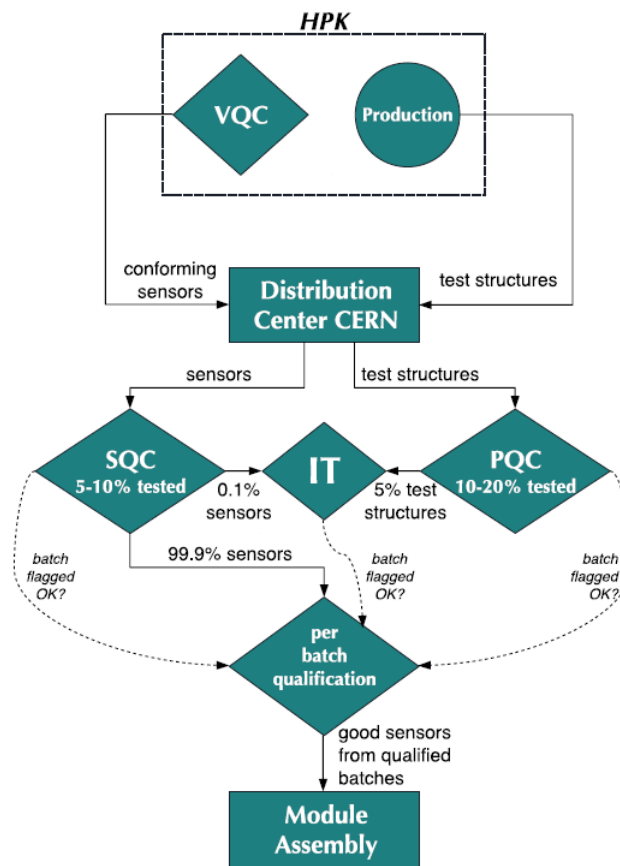 HPK
VQC
Production
conforming
sensors
Distribution
Center CERN
test structures
sensors
test structures
SQC
5-10% tested
0.1%
sensors
IT
5% test
structures
PQC
10-20% tested
99.9% sensors
batch
flagged
OK?
batch
flagged
OK?
batch
flagged
OK?
per
batch
qualification
good sensors
from qualified
batches
Module
Assembly